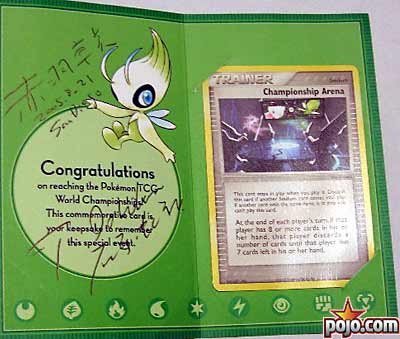 2005.8.21
San Diego
Congratulations
on reaching the Pokémon TCG
World Championships!
This commemorative card is
your keepsake to remember
this special event.
TRAINER
Stadium
Championship Arena
This card stays in play when you play it. Discard
this card if another Stadium card comes into play.
If another card with the same name is in play, you
can't play this card.
At the end of each player's turn, if that
player has 8 or more cards in his or
her hand, that player discards a
number of cards until that player has
7 cards left in his or her hand.
pojo.com